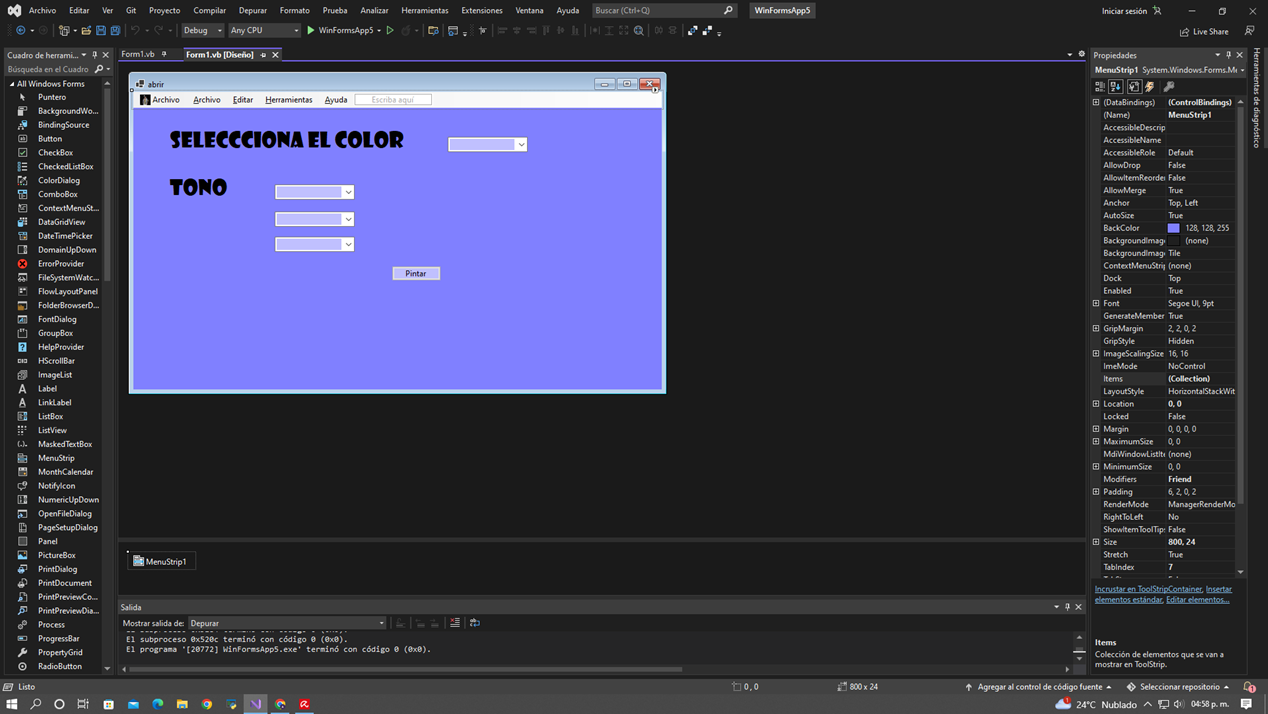 Archivo Editar Ver Git Proyecto Compilar Depurar Formato Prueba Analizar Herramientas Extensiones Ventana Ayuda Buscar (Ctrl+Q) WinFormsApp5 Iniciar sesión
Debug Any CPU WinFormsApp5 Live Share
Cuadro de herrami... Form1.vb Form1.vb [Diseño] Propiedades
Búsqueda en el Cuadro
All Windows Forms
Puntero
BackgroundWo...
BindingSource
Button
CheckBox
CheckedListBox
ColorDialog
ComboBox
ContextMenuSt...
DataGridView
DateTimePicker
DomainUpDown
ErrorProvider
FileSystemWatc...
FlowLayoutPanel
FolderBrowserD...
FontDialog
GroupBox
HelpProvider
HScrollBar
ImageList
Label
LinkLabel
ListBox
ListView
MaskedTextBox
MenuStrip
MonthCalendar
NotifyIcon
NumericUpDown
OpenFileDialog
PageSetupDialog
Panel
PictureBox
PrintDialog
PrintDocument
PrintPreviewCo...
PrintPreviewDia...
Process
ProgressBar
PropertyGrid
RadioButton
abrir
Archivo Archivo Editar Herramientas Ayuda Escriba aquí
SELECCCIONA EL COLOR
TONO
Pintar
MenuStrip1
Salida
Mostrar salida de: Depurar
El subproceso 0x520c terminó con código 0 (0x0).
El programa '[20772] WinFormsApp5.exe' terminó con código 0 (0x0).
MenuStrip1 System.Windows.Forms.Me
(DataBindings) (ControlBindings)
(Name) MenuStrip1
AccessibleDescrip
AccessibleName
AccessibleRole Default
AllowDrop False
AllowItemReorde False
AllowMerge True
Anchor Top, Left
AutoSize True
BackColor 128, 128, 255
BackgroundImag (none)
BackgroundImag Tile
ContextMenuStrip (none)
Dock Top
Enabled True
Font Segoe UI, 9pt
GenerateMember True
GripMargin 2, 2, 0, 2
GripStyle Hidden
ImageScalingSize 16, 16
ImeMode NoControl
Items (Collection)
LayoutStyle HorizontalStackWit
Location 0, 0
Locked False
Margin 0, 0, 0, 0
MaximumSize 0, 0
MdiWindowListIte (none)
MinimumSize 0, 0
Modifiers Friend
Padding 6, 2, 0, 2
RenderMode ManagerRenderMo
RightToLeft No
ShowItemToolTip False
Size 800, 24
Stretch True
TabIndex 7
Incrustar en ToolStripContainer, Insertar
elementos estándar, Editar elementos...
Items
Colección de elementos que se van a
mostrar en ToolStrip.
Herramientas de diagnóstico
Listo 0 , 0 800 x 24 Agregar al control de código fuente Seleccionar repositorio 1
24°C Nublado 04:58 p. m.